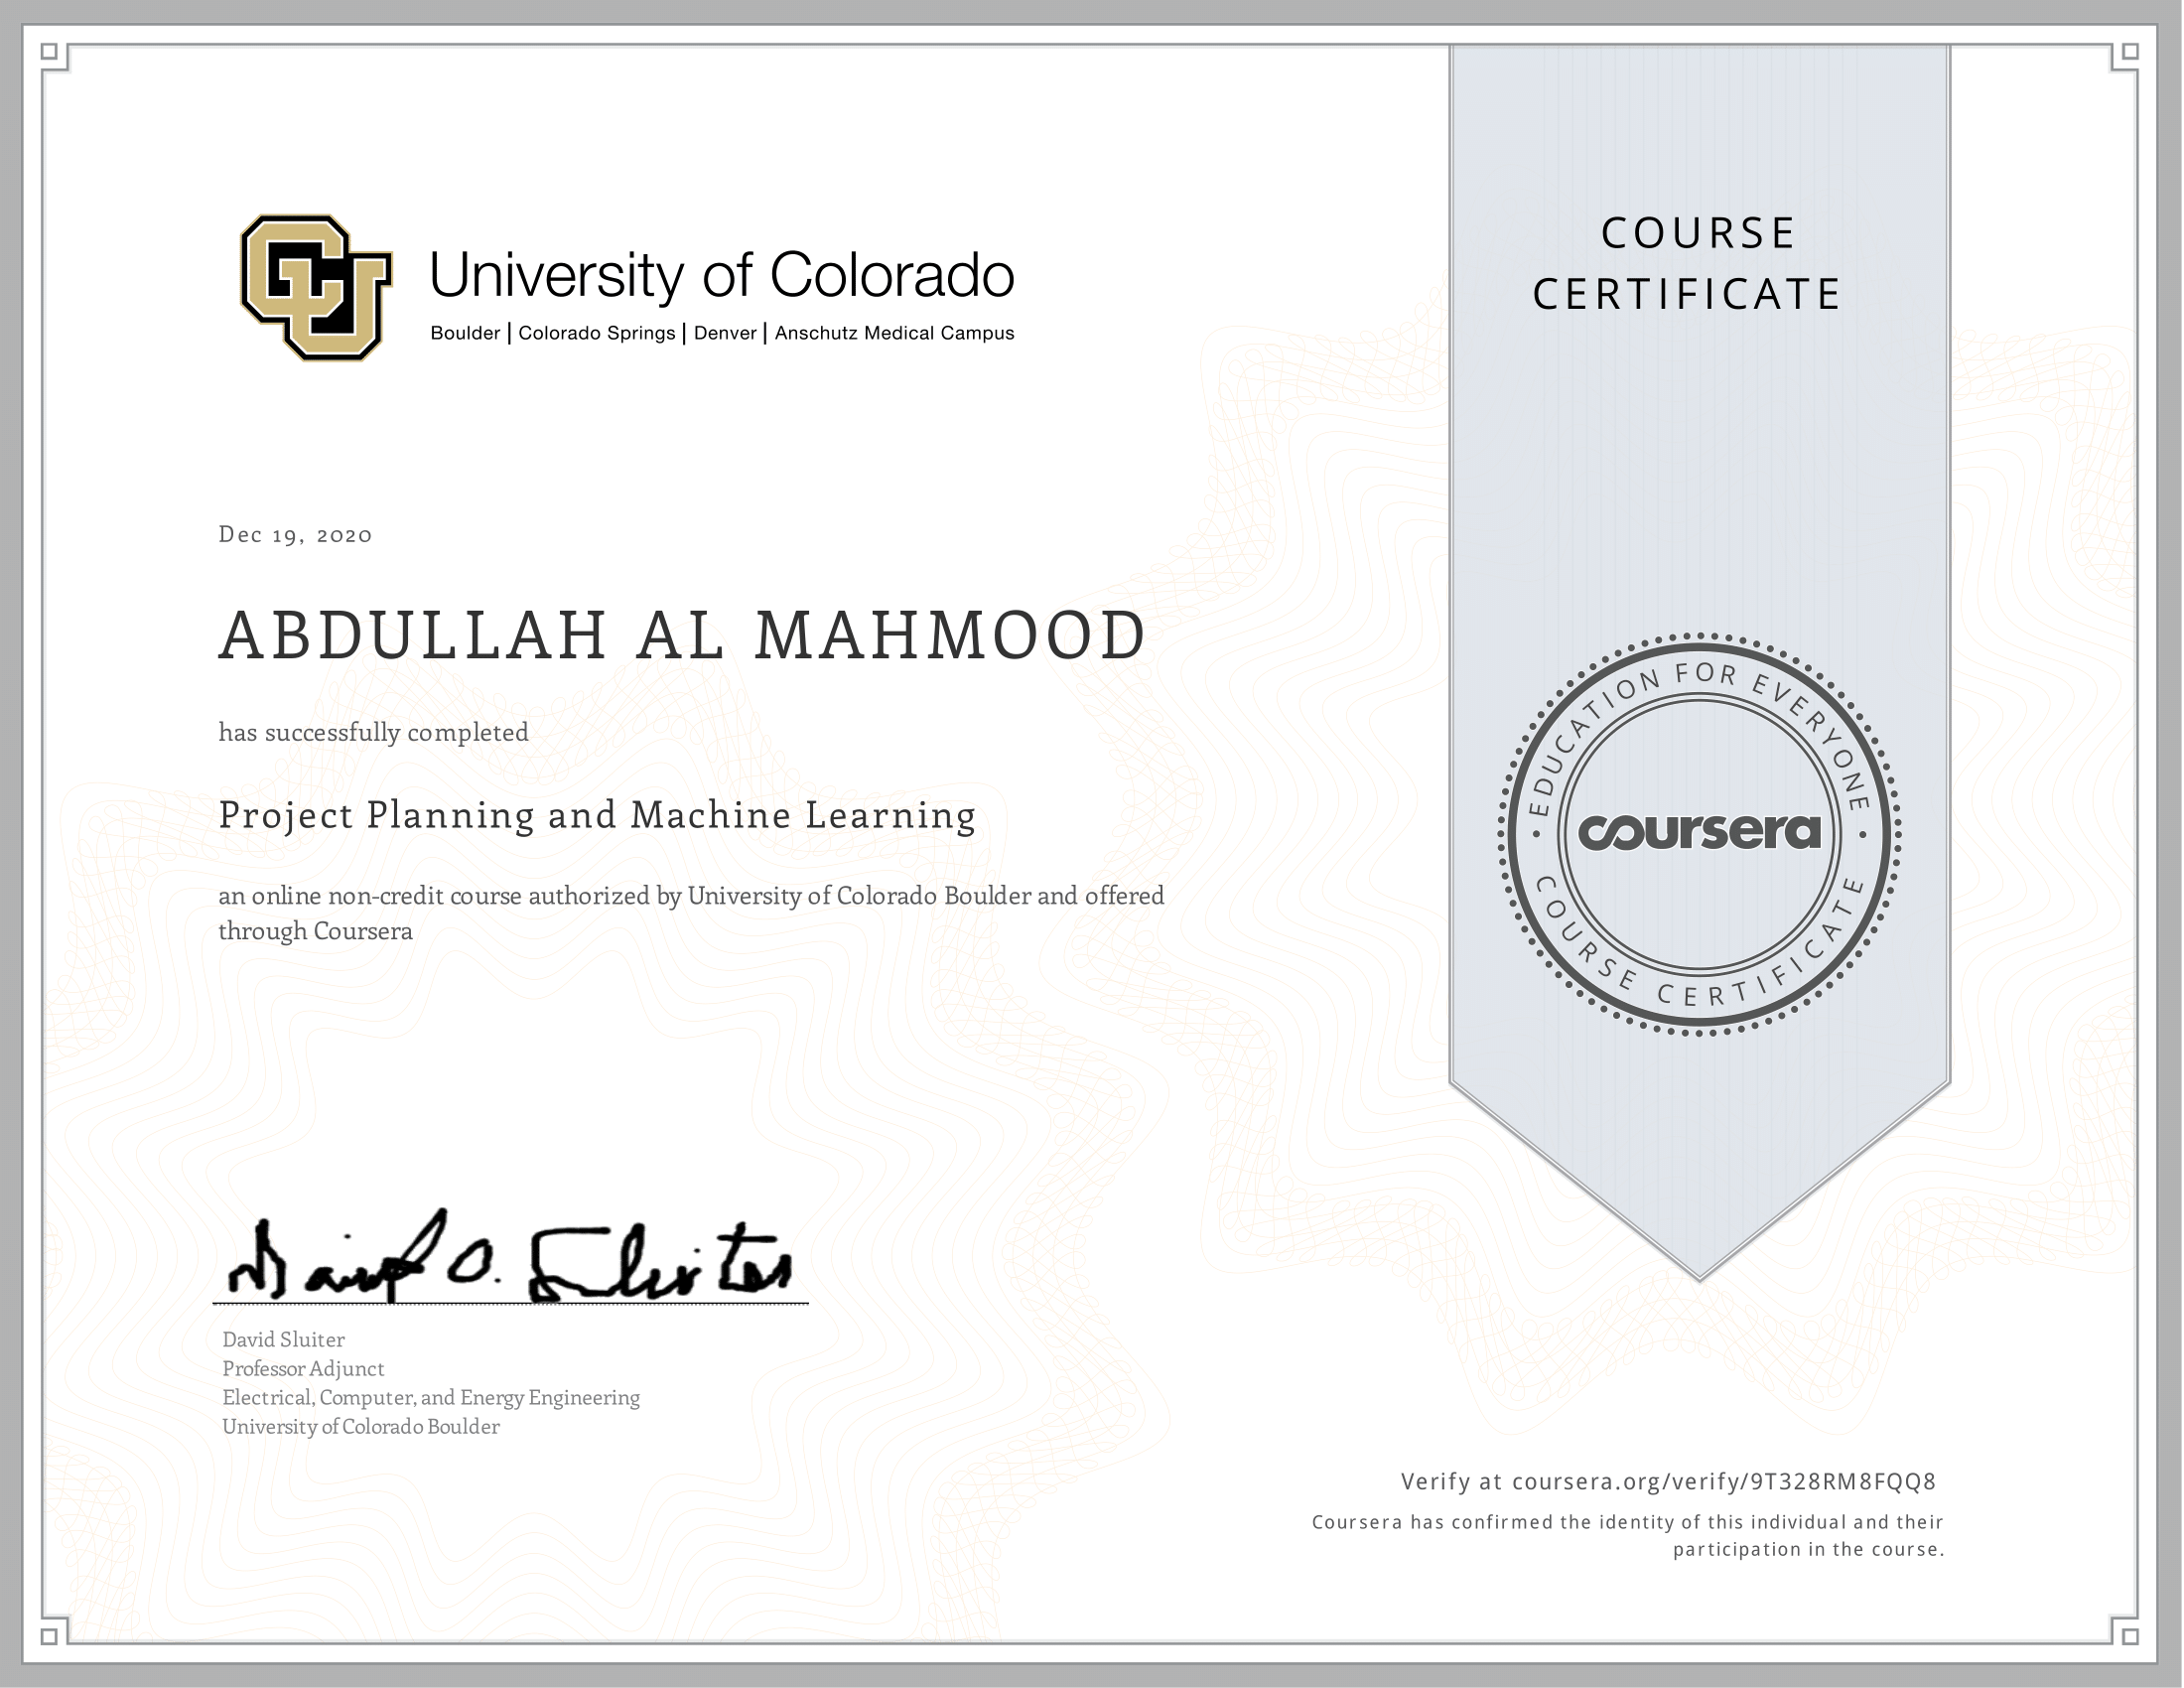 CU
University of Colorado
Boulder | Colorado Springs | Denver | Anschutz Medical Campus
COURSE
CERTIFICATE
Dec 19, 2020
ABDULLAH AL MAHMOOD
has successfully completed
Project Planning and Machine Learning
an online non-credit course authorized by University of Colorado Boulder and offered
through Coursera
EDUCATION FOR EVERYONE
coursera
COURSE CERTIFICATE
David O. Sluiter
David Sluiter
Professor Adjunct
Electrical, Computer, and Energy Engineering
University of Colorado Boulder
Verify at coursera.org/verify/9T328RM8FQQ8
Coursera has confirmed the identity of this individual and their
participation in the course.